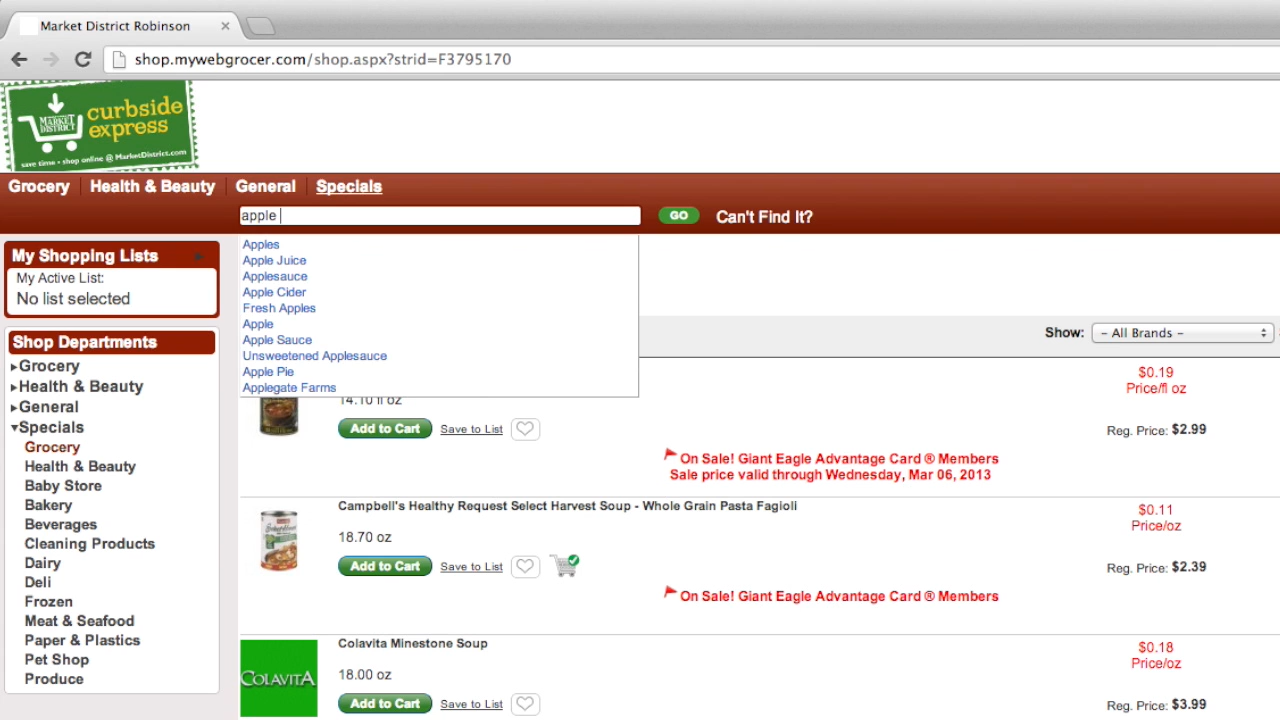 Market District Robinson
shop.mywebgrocer.com/shop.aspx?strid=F3795170
MARKET DISTRICT
curbside
express
save time • shop online @ MarketDistrict.com
Grocery Health & Beauty General Specials
apple
GO
Can't Find It?
My Shopping Lists
My Active List:
No list selected
Shop Departments
Grocery
Health & Beauty
General
Specials
Grocery
Health & Beauty
Baby Store
Bakery
Beverages
Cleaning Products
Dairy
Deli
Frozen
Meat & Seafood
Paper & Plastics
Pet Shop
Produce
Apples
Apple Juice
Applesauce
Apple Cider
Fresh Apples
Apple
Apple Sauce
Unsweetened Applesauce
Apple Pie
Applegate Farms
Show: – All Brands –
$0.19
Price/fl oz
14.10 fl oz
Add to Cart Save to List
Reg. Price: $2.99
On Sale! Giant Eagle Advantage Card ® Members
Sale price valid through Wednesday, Mar 06, 2013
Campbell's Healthy Request Select Harvest Soup - Whole Grain Pasta Fagioli
$0.11
Price/oz
18.70 oz
Add to Cart Save to List
Reg. Price: $2.39
On Sale! Giant Eagle Advantage Card ® Members
Colavita Minestone Soup
$0.18
Price/oz
COLAVITA
18.00 oz
Add to Cart Save to List
Reg. Price: $3.99